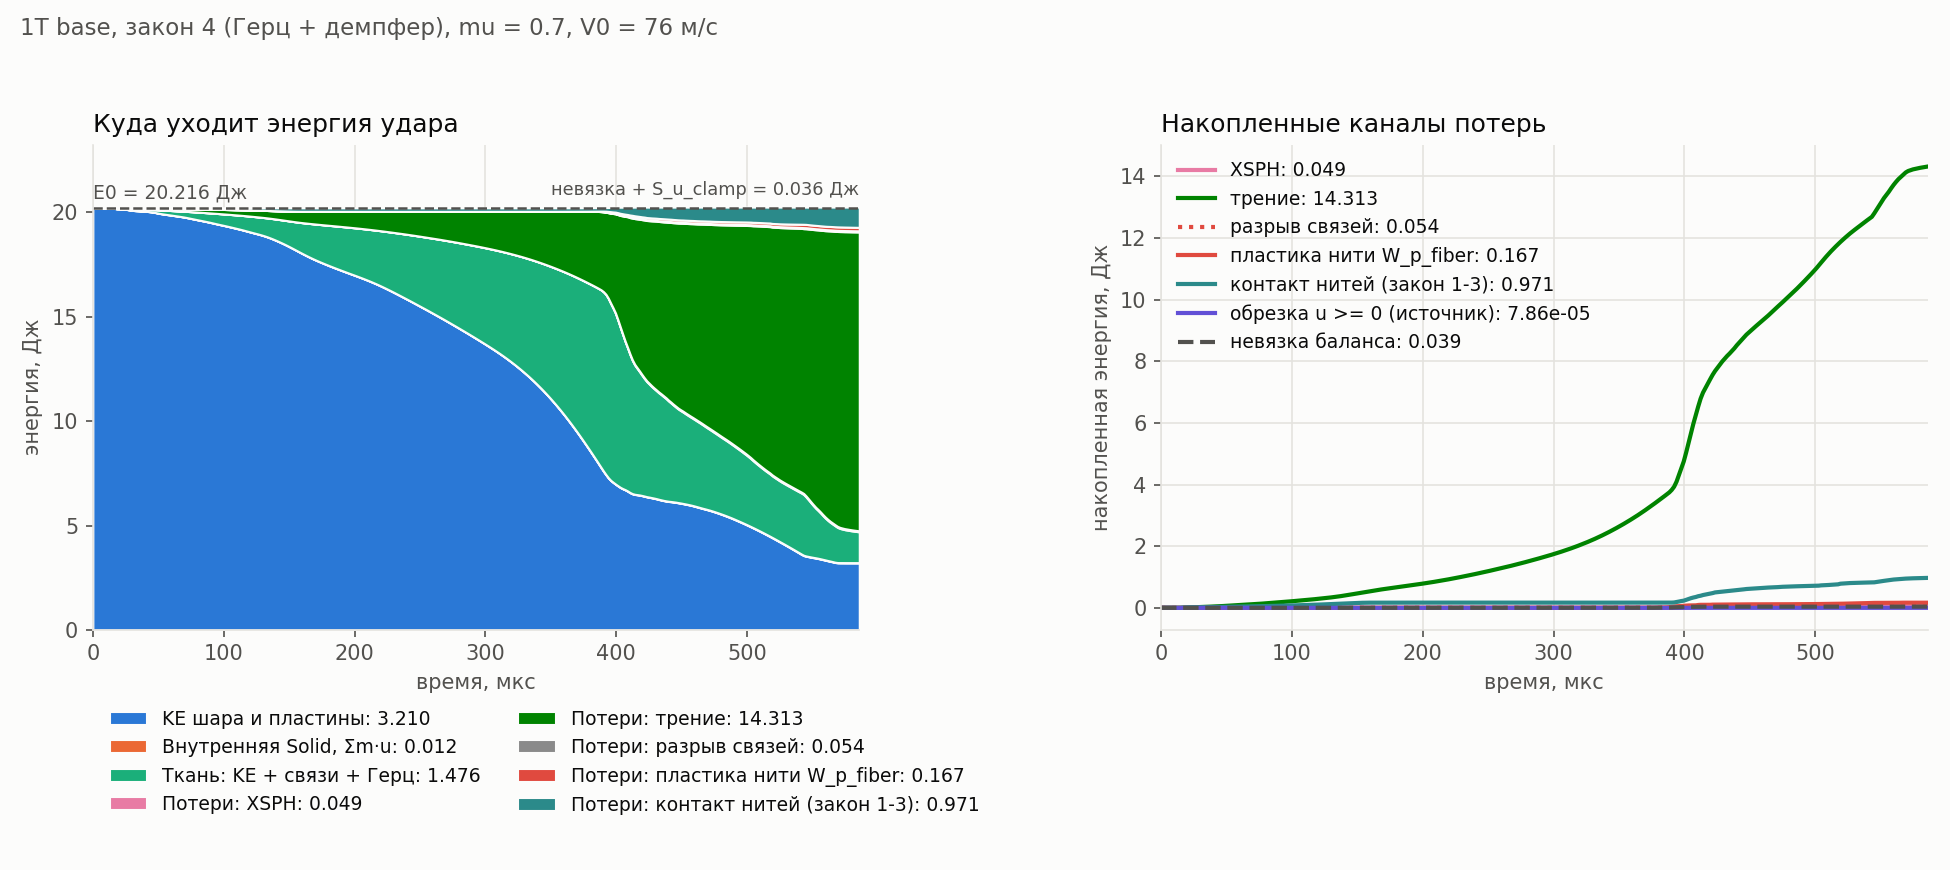 1T base, закон 4 (Герц + демпфер), mu = 0.7, V0 = 76 м/с
Куда уходит энергия удара
E0 = 20.216 Дж
невязка + S_u_clamp = 0.036 Дж
20
15
10
5
0
энергия, Дж
0 100 200 300 400 500
время, мкс
KE шара и пластины: 3.210
Внутренняя Solid, Σm·u: 0.012
Ткань: KE + связи + Герц: 1.476
Потери: XSPH: 0.049
Потери: трение: 14.313
Потери: разрыв связей: 0.054
Потери: пластика нити W_p_fiber: 0.167
Потери: контакт нитей (закон 1-3): 0.971
Накопленные каналы потерь
XSPH: 0.049
трение: 14.313
разрыв связей: 0.054
пластика нити W_p_fiber: 0.167
контакт нитей (закон 1-3): 0.971
обрезка u >= 0 (источник): 7.86e-05
невязка баланса: 0.039
14
12
10
8
6
4
2
0
накопленная энергия, Дж
0 100 200 300 400 500
время, мкс